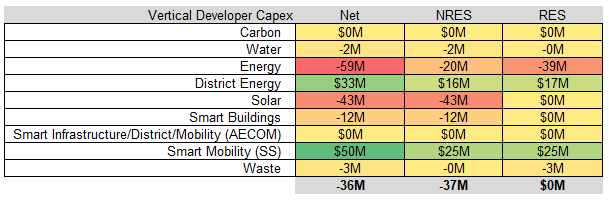 Vertical Developer Capex Net NRES RES
Carbon $0M $0M $0M
Water -2M -2M -0M
Energy -59M -20M -39M
District Energy $33M $16M $17M
Solar -43M -43M $0M
Smart Buildings -12M -12M $0M
Smart Infrastructure/District/Mobility (AECOM) $0M $0M $0M
Smart Mobility (SS) $50M $25M $25M
Waste -3M -0M -3M
-36M -37M $0M